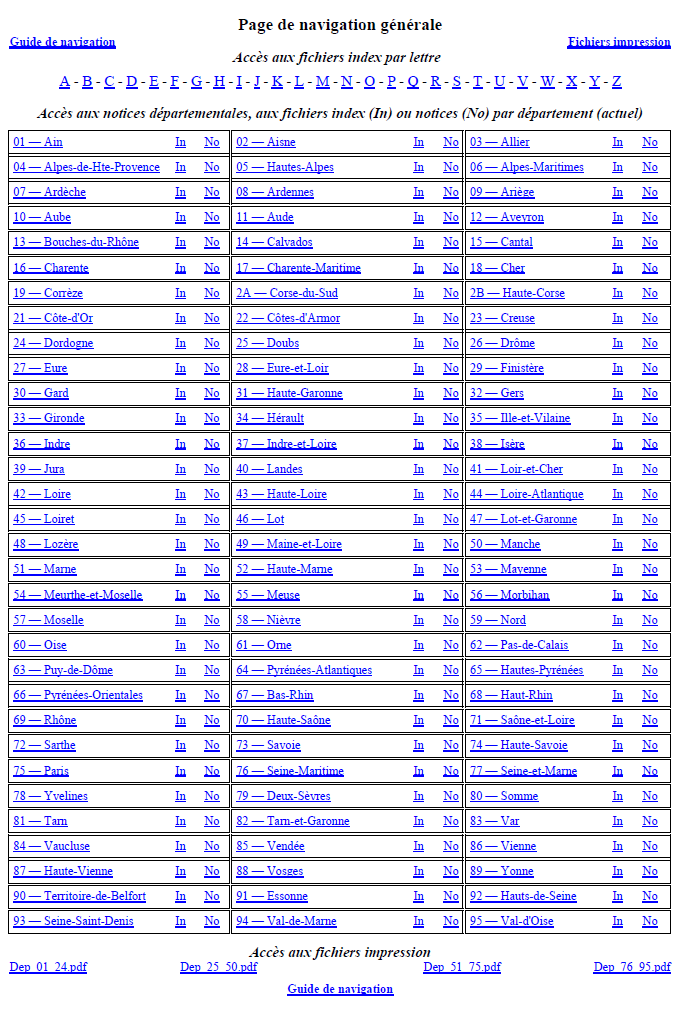 Page de navigation générale
Guide de navigation Fichiers impression
Accès aux fichiers index par lettre
A - B - C - D - E - F - G - H - I - J - K - L - M - N - O - P - Q - R - S - T - U - V - W - X - Y - Z
Accès aux notices départementales, aux fichiers index (In) ou notices (No) par département (actuel)
01 — Ain In No 02 — Aisne In No 03 — Allier In No
04 — Alpes-de-Hte-Provence In No 05 — Hautes-Alpes In No 06 — Alpes-Maritimes In No
07 — Ardèche In No 08 — Ardennes In No 09 — Ariège In No
10 — Aube In No 11 — Aude In No 12 — Aveyron In No
13 — Bouches-du-Rhône In No 14 — Calvados In No 15 — Cantal In No
16 — Charente In No 17 — Charente-Maritime In No 18 — Cher In No
19 — Corrèze In No 2A — Corse-du-Sud In No 2B — Haute-Corse In No
21 — Côte-d'Or In No 22 — Côtes-d'Armor In No 23 — Creuse In No
24 — Dordogne In No 25 — Doubs In No 26 — Drôme In No
27 — Eure In No 28 — Eure-et-Loir In No 29 — Finistère In No
30 — Gard In No 31 — Haute-Garonne In No 32 — Gers In No
33 — Gironde In No 34 — Hérault In No 35 — Ille-et-Vilaine In No
36 — Indre In No 37 — Indre-et-Loire In No 38 — Isère In No
39 — Jura In No 40 — Landes In No 41 — Loir-et-Cher In No
42 — Loire In No 43 — Haute-Loire In No 44 — Loire-Atlantique In No
45 — Loiret In No 46 — Lot In No 47 — Lot-et-Garonne In No
48 — Lozère In No 49 — Maine-et-Loire In No 50 — Manche In No
51 — Marne In No 52 — Haute-Marne In No 53 — Mayenne In No
54 — Meurthe-et-Moselle In No 55 — Meuse In No 56 — Morbihan In No
57 — Moselle In No 58 — Nièvre In No 59 — Nord In No
60 — Oise In No 61 — Orne In No 62 — Pas-de-Calais In No
63 — Puy-de-Dôme In No 64 — Pyrénées-Atlantiques In No 65 — Hautes-Pyrénées In No
66 — Pyrénées-Orientales In No 67 — Bas-Rhin In No 68 — Haut-Rhin In No
69 — Rhône In No 70 — Haute-Saône In No 71 — Saône-et-Loire In No
72 — Sarthe In No 73 — Savoie In No 74 — Haute-Savoie In No
75 — Paris In No 76 — Seine-Maritime In No 77 — Seine-et-Marne In No
78 — Yvelines In No 79 — Deux-Sèvres In No 80 — Somme In No
81 — Tarn In No 82 — Tarn-et-Garonne In No 83 — Var In No
84 — Vaucluse In No 85 — Vendée In No 86 — Vienne In No
87 — Haute-Vienne In No 88 — Vosges In No 89 — Yonne In No
90 — Territoire-de-Belfort In No 91 — Essonne In No 92 — Hauts-de-Seine In No
93 — Seine-Saint-Denis In No 94 — Val-de-Marne In No 95 — Val-d'Oise In No
Accès aux fichiers impression
Dep_01_24.pdf Dep_25_50.pdf Dep_51_75.pdf Dep_76_95.pdf
Guide de navigation